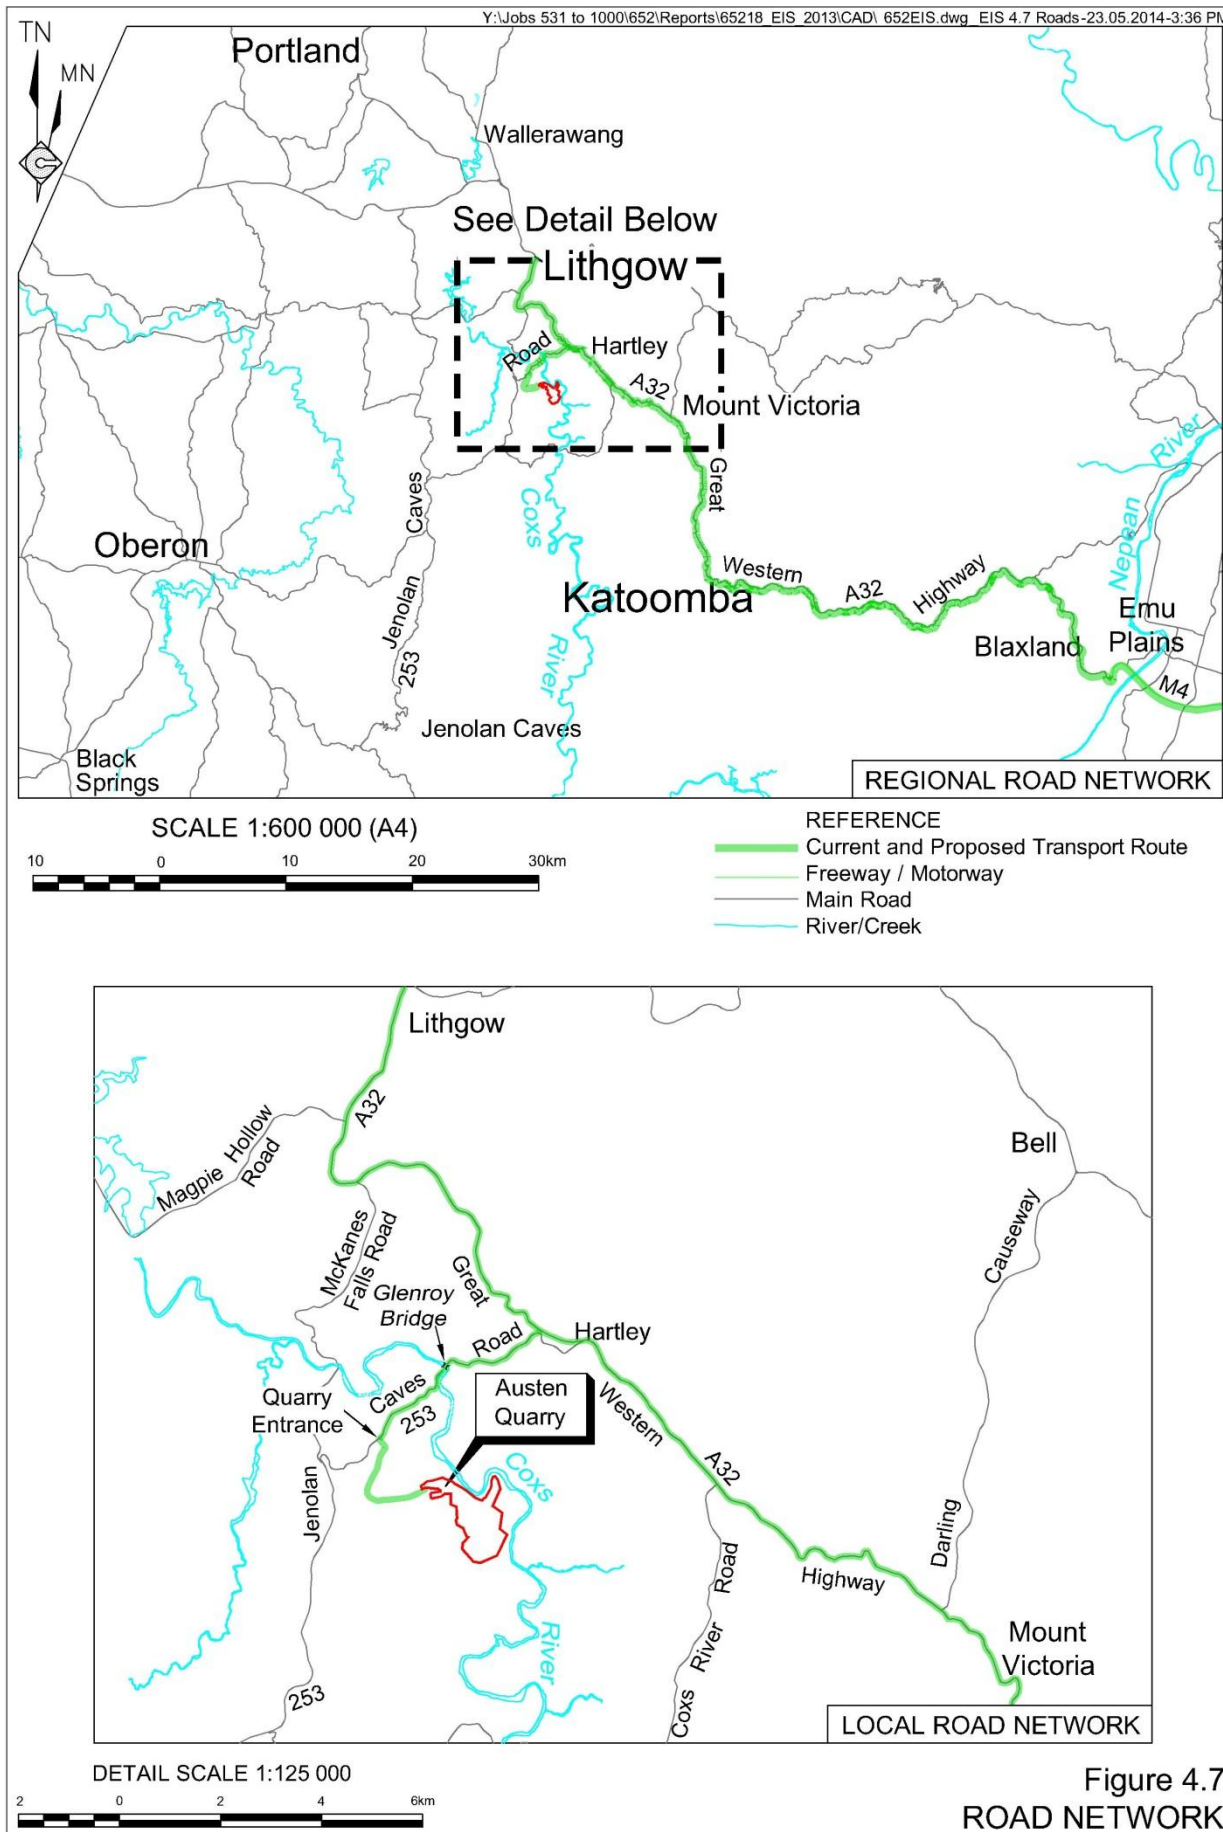 Y:\Jobs 531 to 1000\652\Reports\65218_EIS_2013\CAD\ 652EIS.dwg_EIS 4.7 Roads-23.05.2014-3:36 PM
TN
MN
Portland
Wallerawang
See Detail Below
Lithgow
Road
Hartley
A32
Mount Victoria
Great
Caves
Coxs
River
Nepean
Oberon
Western
A32
Highway
Katoomba
Emu
Plains
Blaxland
Jenolan
253
River
M4
Jenolan Caves
Black
Springs
REGIONAL ROAD NETWORK
SCALE 1:600 000 (A4)
10 0 10 20 30km
REFERENCE
Current and Proposed Transport Route
Freeway / Motorway
Main Road
River/Creek
Lithgow
A32
Magpie Hollow
Road
Bell
McKanes
Falls Road
Causeway
Glenroy
Bridge
Great
Road
Hartley
Quarry
Entrance
Caves
253
Austen
Quarry
Western
A32
Coxs
Jenolan
Darling
Highway
Coxs River Road
River
Mount
Victoria
253
LOCAL ROAD NETWORK
DETAIL SCALE 1:125 000
2 0 2 4 6km
Figure 4.7
ROAD NETWORK